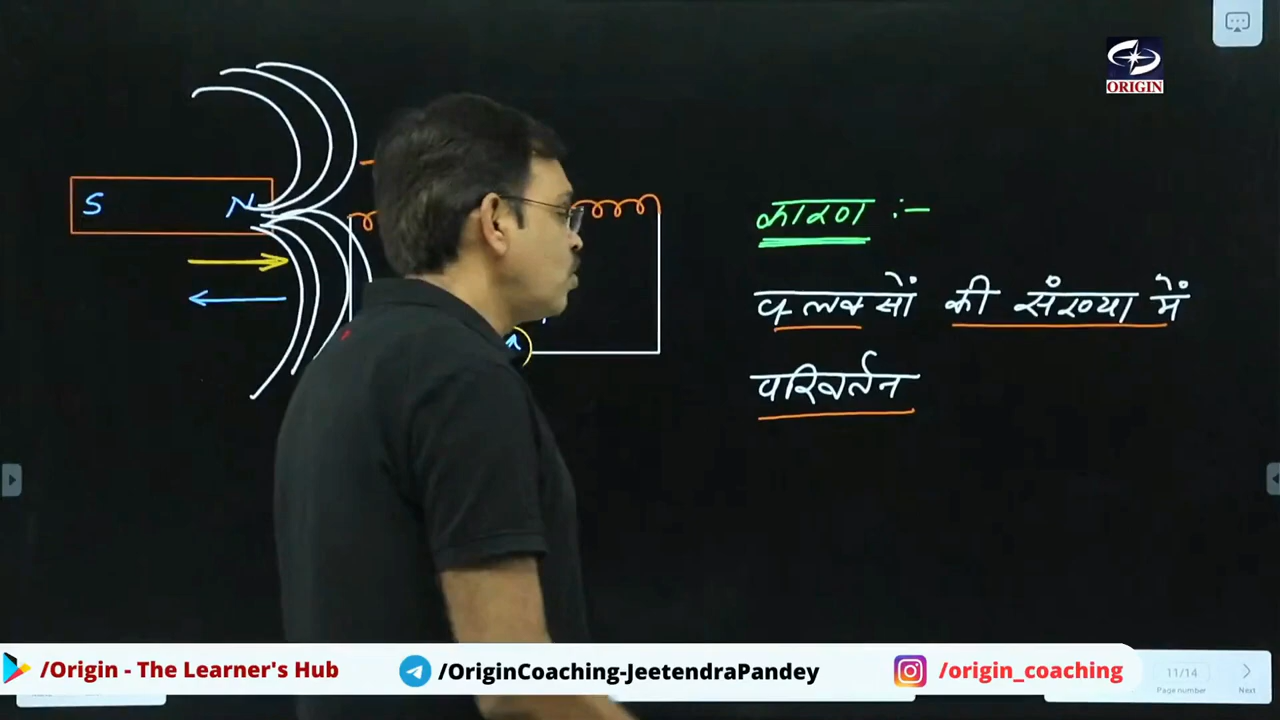 ORIGIN
S N
कारण :-
फ्लक्सों की संख्या में
परिवर्तन
/Origin - The Learner's Hub
/OriginCoaching-JeetendraPandey
/origin_coaching
11/14
Page number
Next